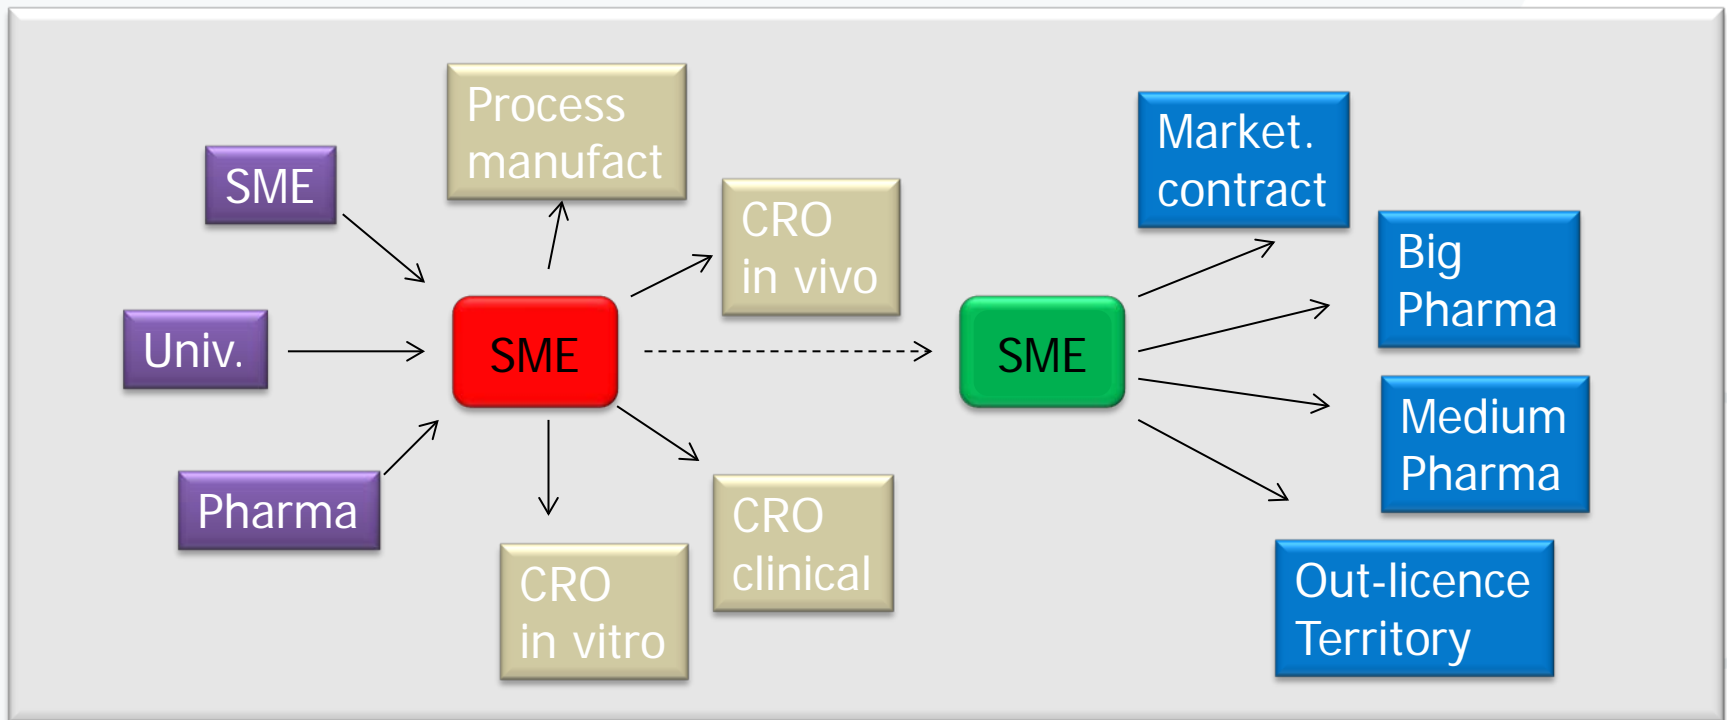 SME
Univ.
Pharma
Process
manufact
CRO
in vivo
SME
CRO
clinical
CRO
in vitro
SME
Market.
contract
Big
Pharma
Medium
Pharma
Out-licence
Territory